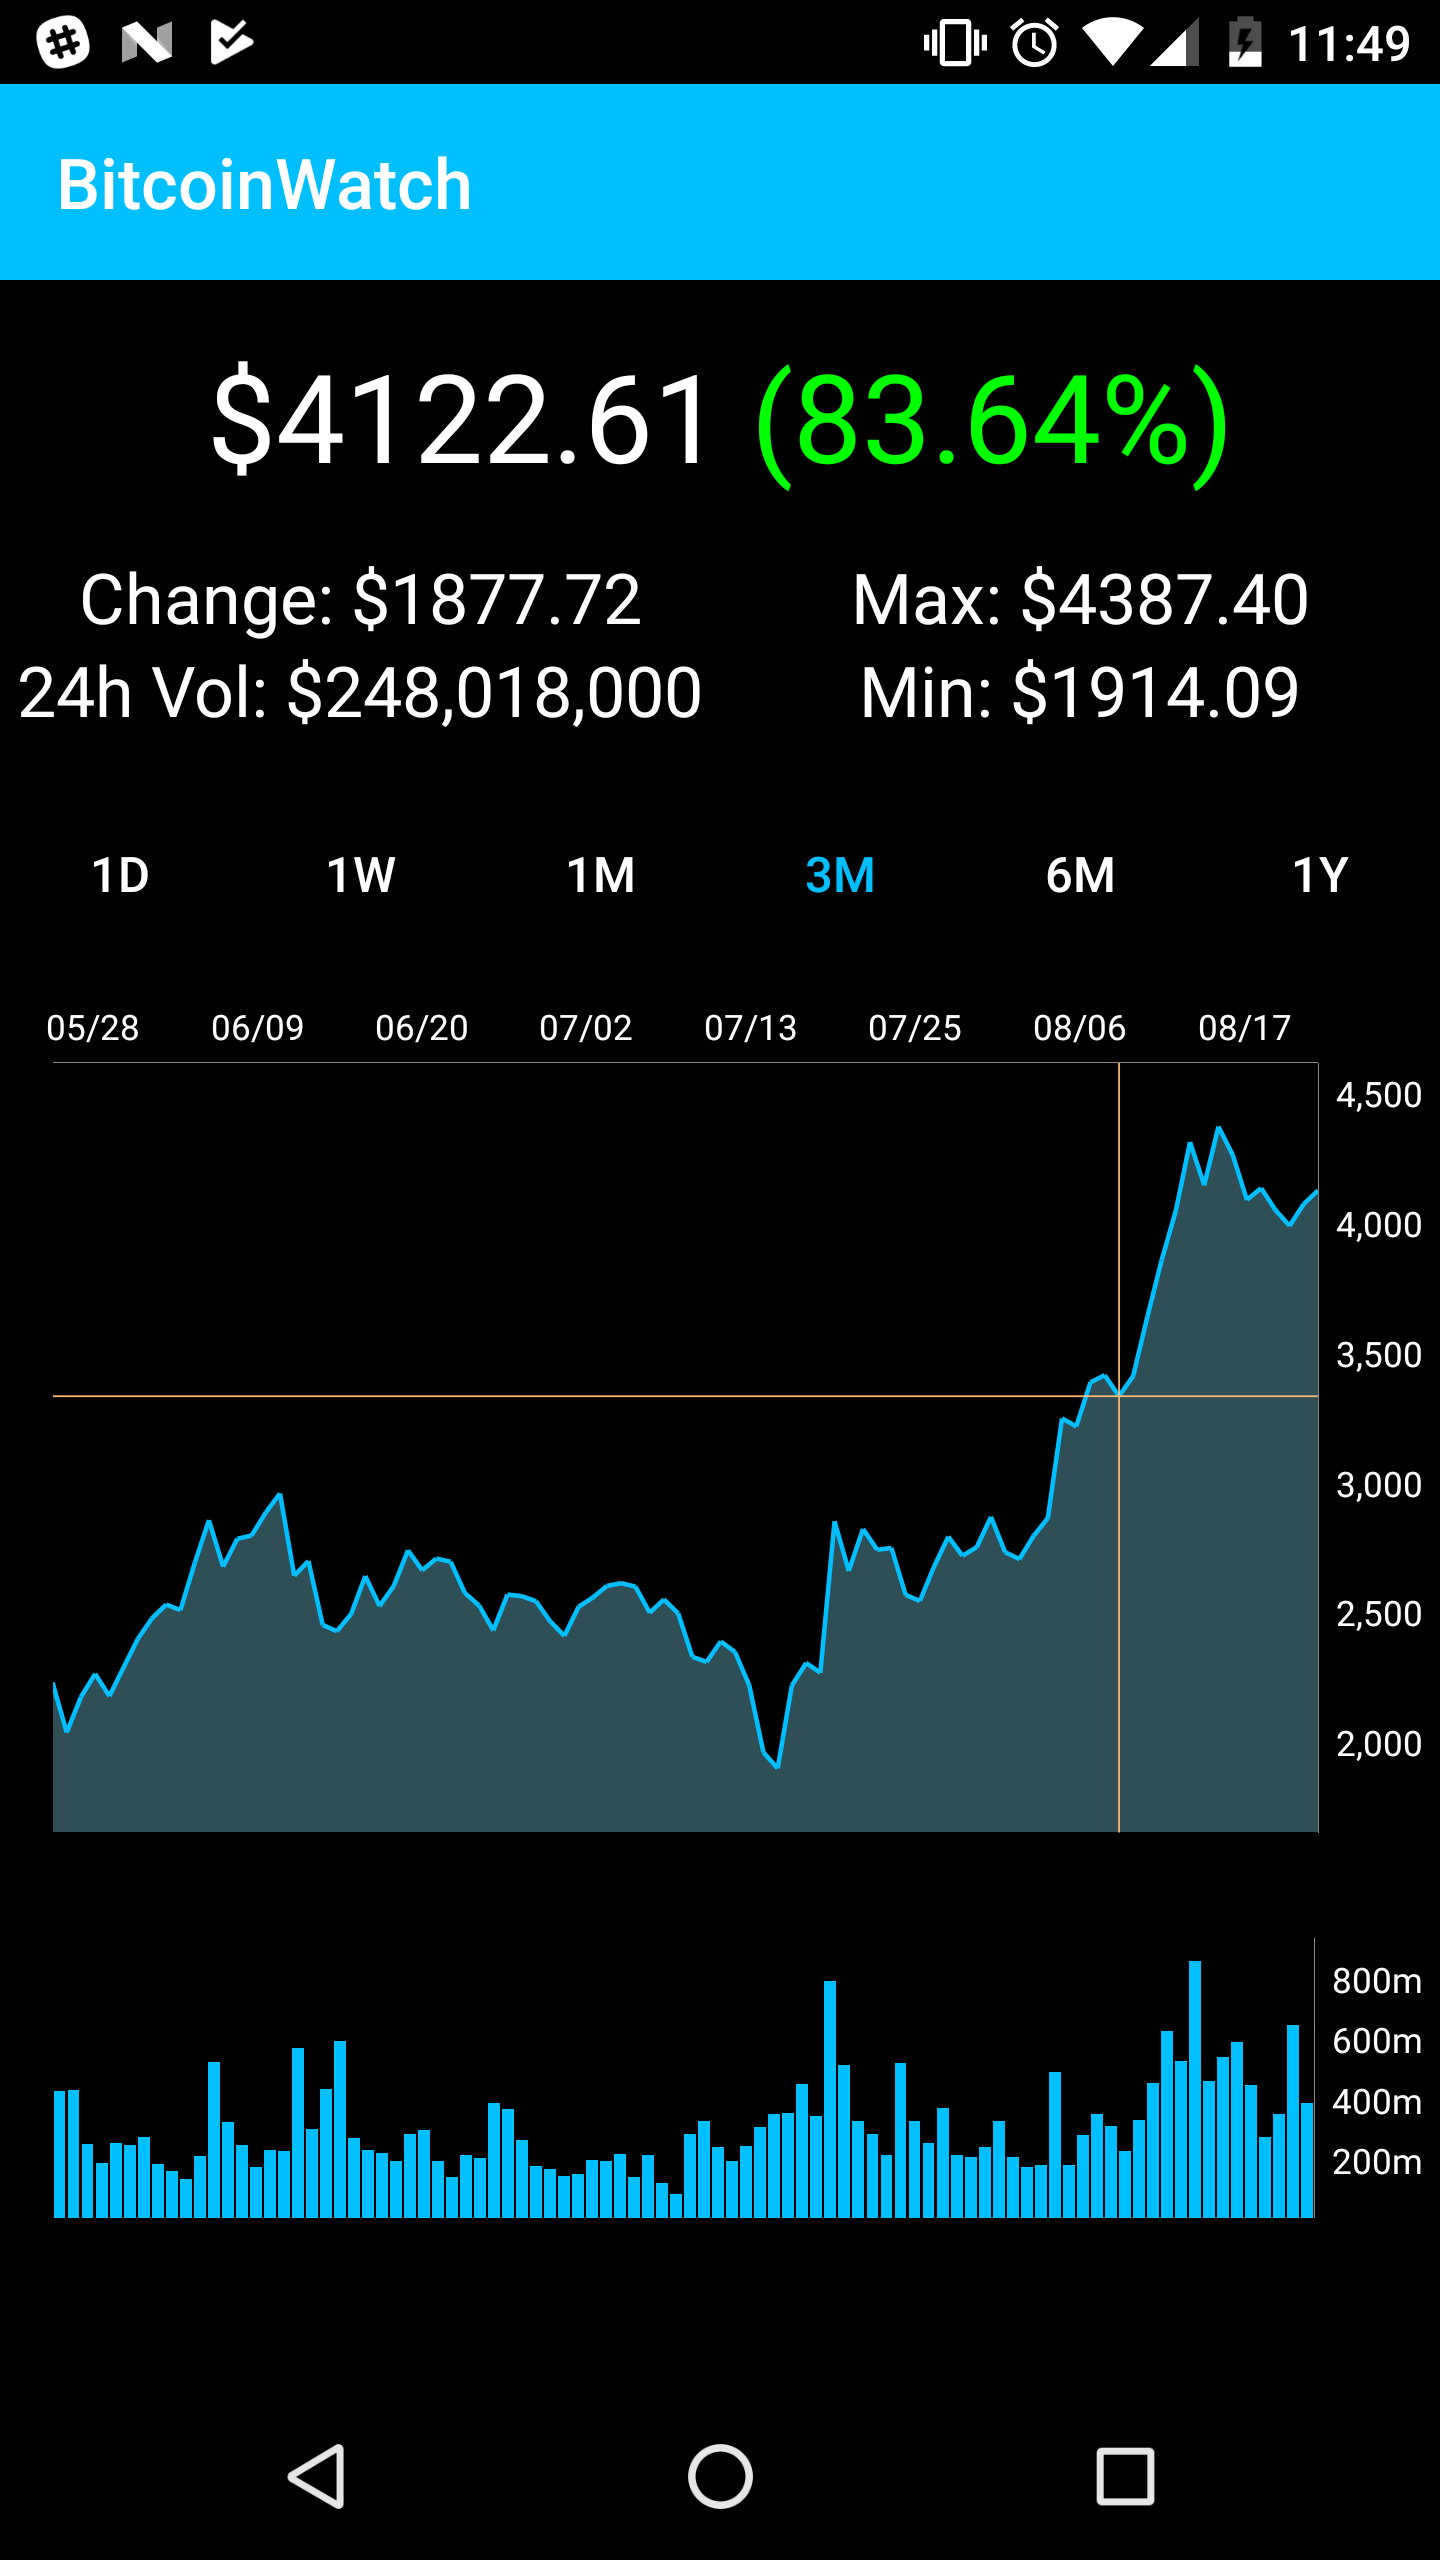 11:49
BitcoinWatch
$4122.61 (83.64%)
Change: $1877.72 Max: $4387.40
24h Vol: $248,018,000 Min: $1914.09
1D 1W 1M 3M 6M 1Y
05/28 06/09 06/20 07/02 07/13 07/25 08/06 08/17
4,500
4,000
3,500
3,000
2,500
2,000
800m
600m
400m
200m